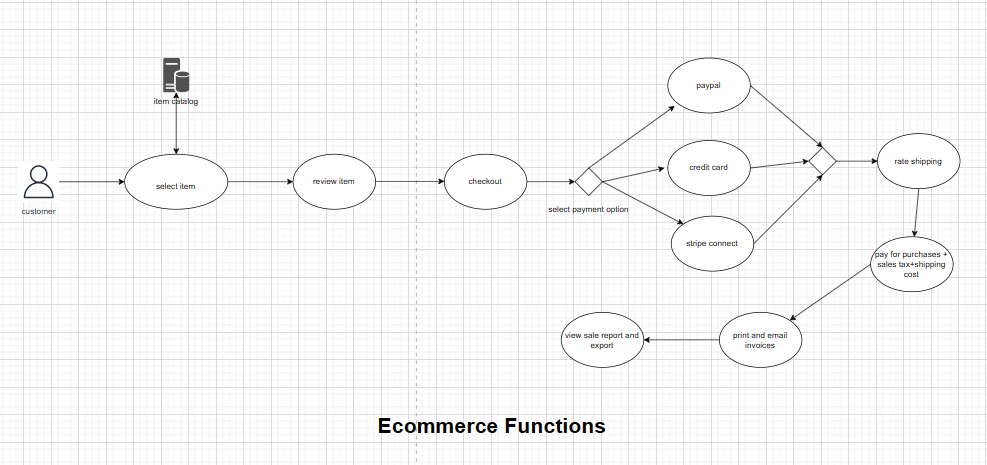 item catalog
customer
select item
review item
checkout
select payment option
paypal
credit card
stripe connect
rate shipping
pay for purchases +
sales tax+shipping
cost
print and email
invoices
view sale report and
export
Ecommerce Functions